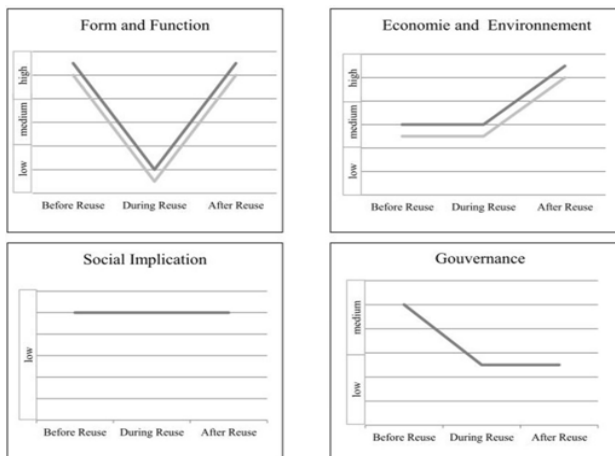 Form and Function
high
medium
low
Before Reuse During Reuse After Reuse
Economie and Environnement
high
medium
low
Before Reuse During Reuse After Reuse
Social Implication
low
Before Reuse During Reuse After Reuse
Gouvernance
medium
low
Before Reuse During Reuse After Reuse